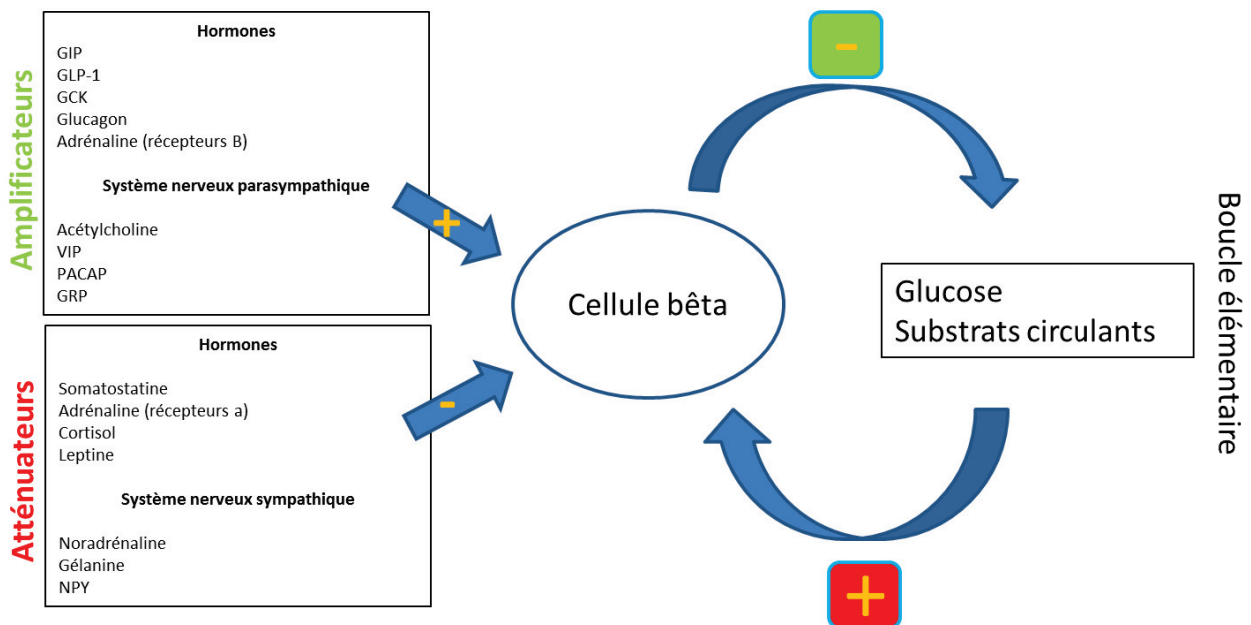 Amplificateurs
Hormones
GIP
GLP-1
GCK
Glucagon
Adrénaline (récepteurs B)
Système nerveux parasympathique
Acétylcholine
VIP
PACAP
GRP
+
Atténuateurs
Hormones
Somatostatine
Adrénaline (récepteurs a)
Cortisol
Leptine
Système nerveux sympathique
Noradrénaline
Gélanine
NPY
-
Cellule bêta
-
Glucose
Substrats circulants
+
Boucle élémentaire